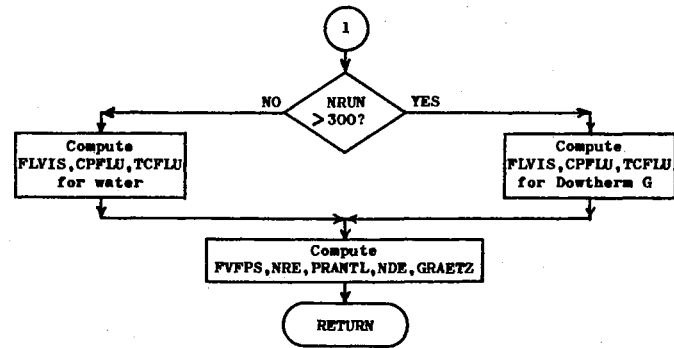 1
NRUN
NO
YES
>300?
Compute
FLVIS,CPFLU,TCFLU
for water
Compute
FLVIS,CPFLU,TCFLU
for Dowtherm G
Compute
FVFPS,NRE,PRANTL,NDE,GRAETZ
RETURN